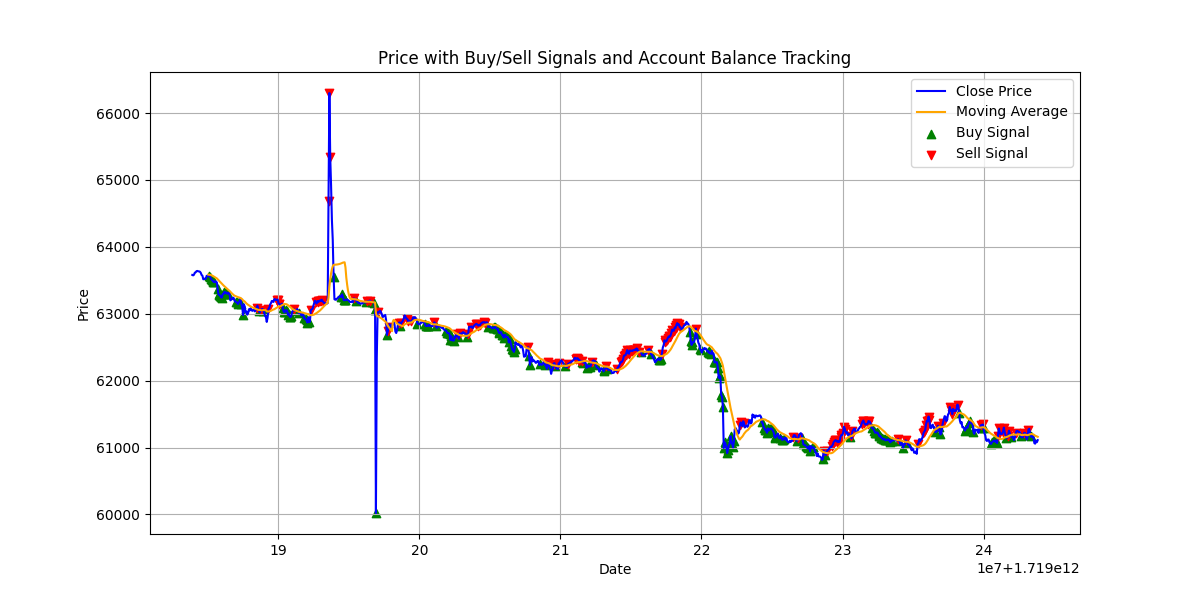 Price with Buy/Sell Signals and Account Balance Tracking
Close Price
Moving Average
Buy Signal
Sell Signal
66000
65000
64000
63000
62000
61000
60000
Price
19 20 21 22 23 24
Date
1e7+1.719e12